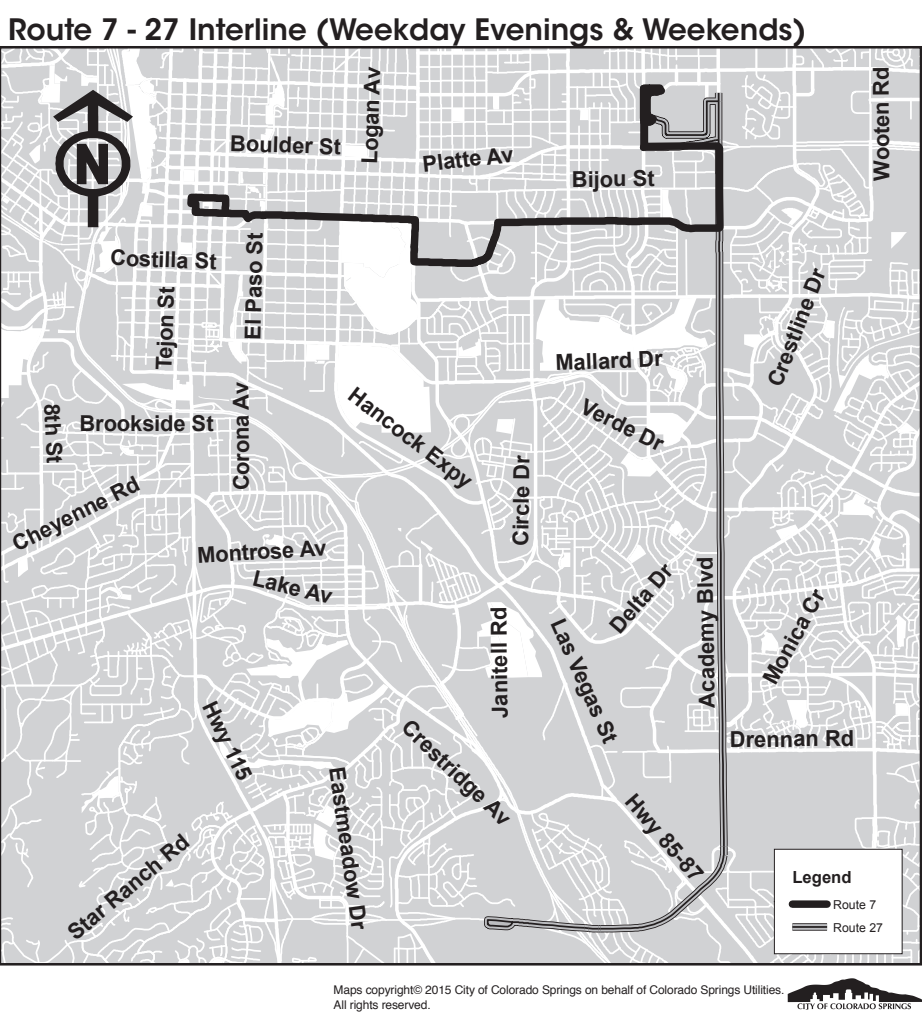 Route 7 - 27 Interline (Weekday Evenings & Weekends)
Logan Av
Wooten Rd
Boulder St
Platte Av
N
Bijou St
Costilla St
El Paso St
Tejon St
Crestline Dr
Mallard Dr
8th St
Brookside St
Corona Av
Hancock Expy
Verde Dr
Circle Dr
Cheyenne Rd
Montrose Av
Lake Av
Delta Dr
Academy Blvd
Monica Cr
Janitell Rd
Las Vegas St
Hwy 115
Crestridge Av
Drennan Rd
Eastmeadow Dr
Hwy 85-87
Star Ranch Rd
Legend
Route 7
Route 27
Maps copyright© 2015 City of Colorado Springs on behalf of Colorado Springs Utilities.
All rights reserved.
CITY OF COLORADO SPRINGS